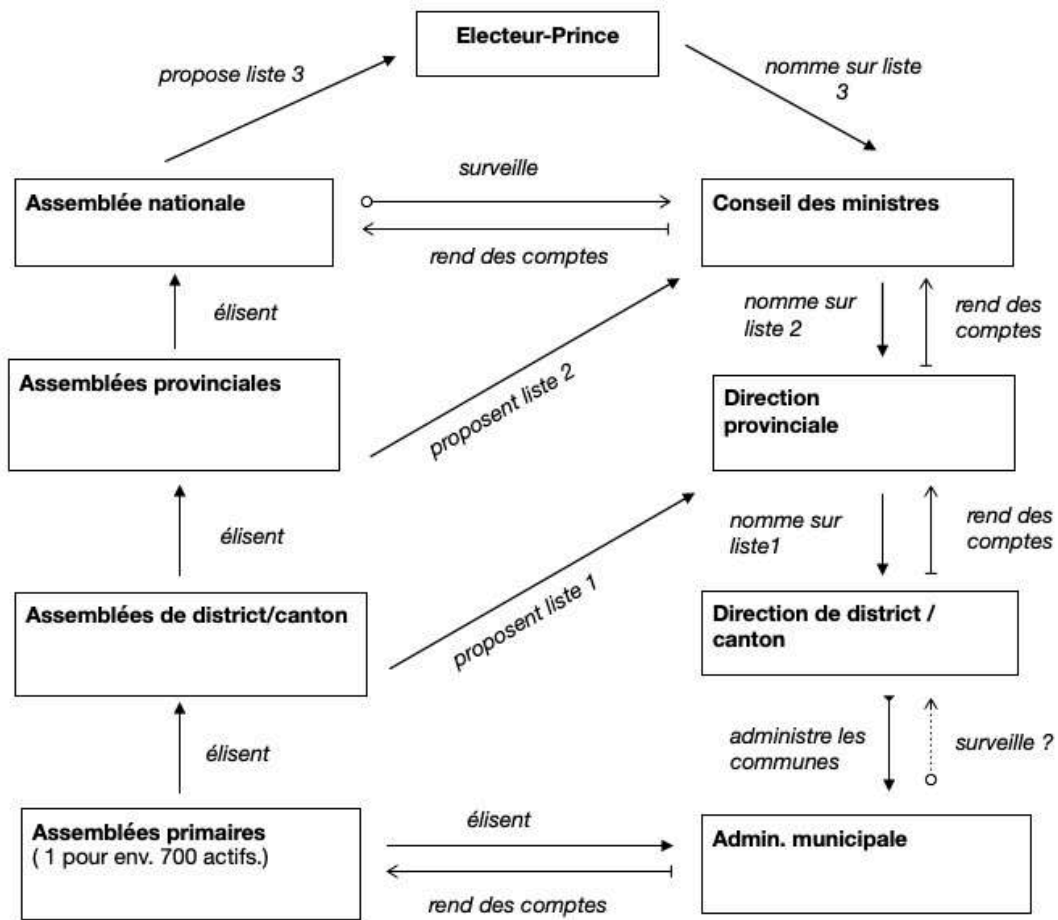 Electeur-Prince
propose liste 3
nomme sur liste
3
Assemblée nationale
surveille
rend des comptes
Conseil des ministres
élisent
nomme sur
liste 2
rend des
comptes
Assemblées provinciales
proposent liste 2
Direction
provinciale
élisent
nomme sur
liste1
rend des
comptes
Assemblées de district/canton
proposent liste 1
Direction de district /
canton
élisent
administre les
communes
surveille ?
Assemblées primaires
( 1 pour env. 700 actifs.)
élisent
rend des comptes
Admin. municipale